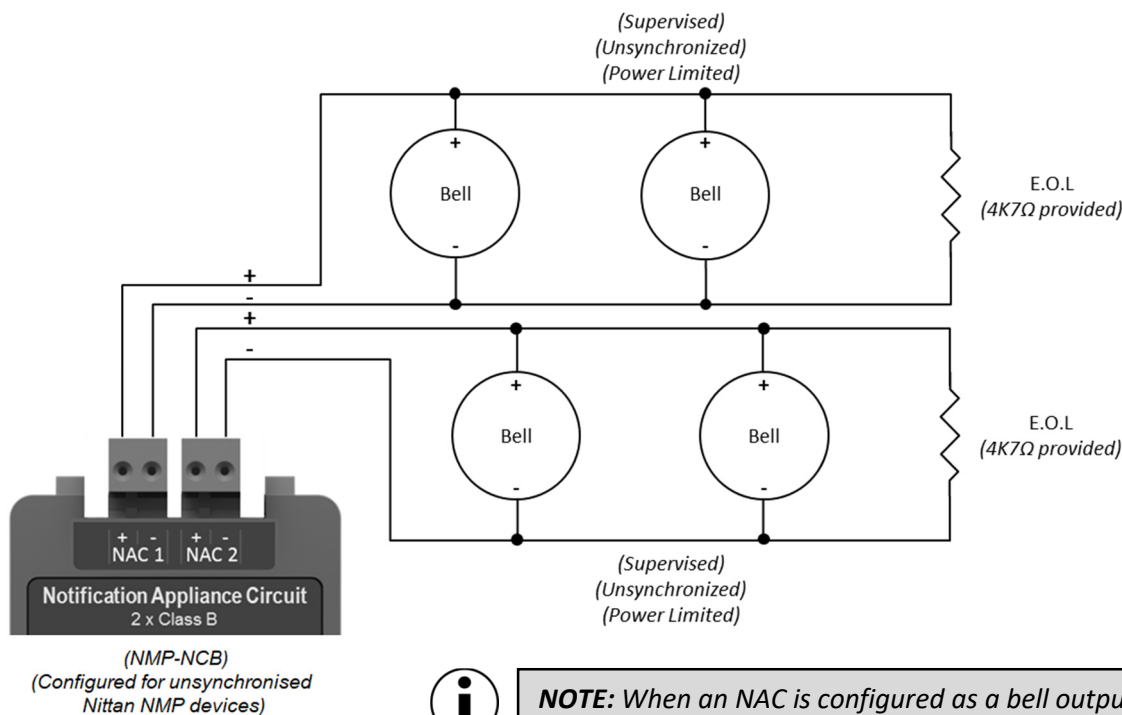 (Supervised)
(Unsynchronized)
(Power Limited)
+
+
Bell
Bell
-
-
E.O.L
(4K7Ω provided)
+
-
+
-
+
+
Bell
Bell
-
-
E.O.L
(4K7Ω provided)
+ - + -
NAC 1 NAC 2
Notification Appliance Circuit
2 x Class B
(Supervised)
(Unsynchronized)
(Power Limited)
(NMP-NCB)
(Configured for unsynchronised
Nittan NMP devices)
i
NOTE: When an NAC is configured as a bell outpu